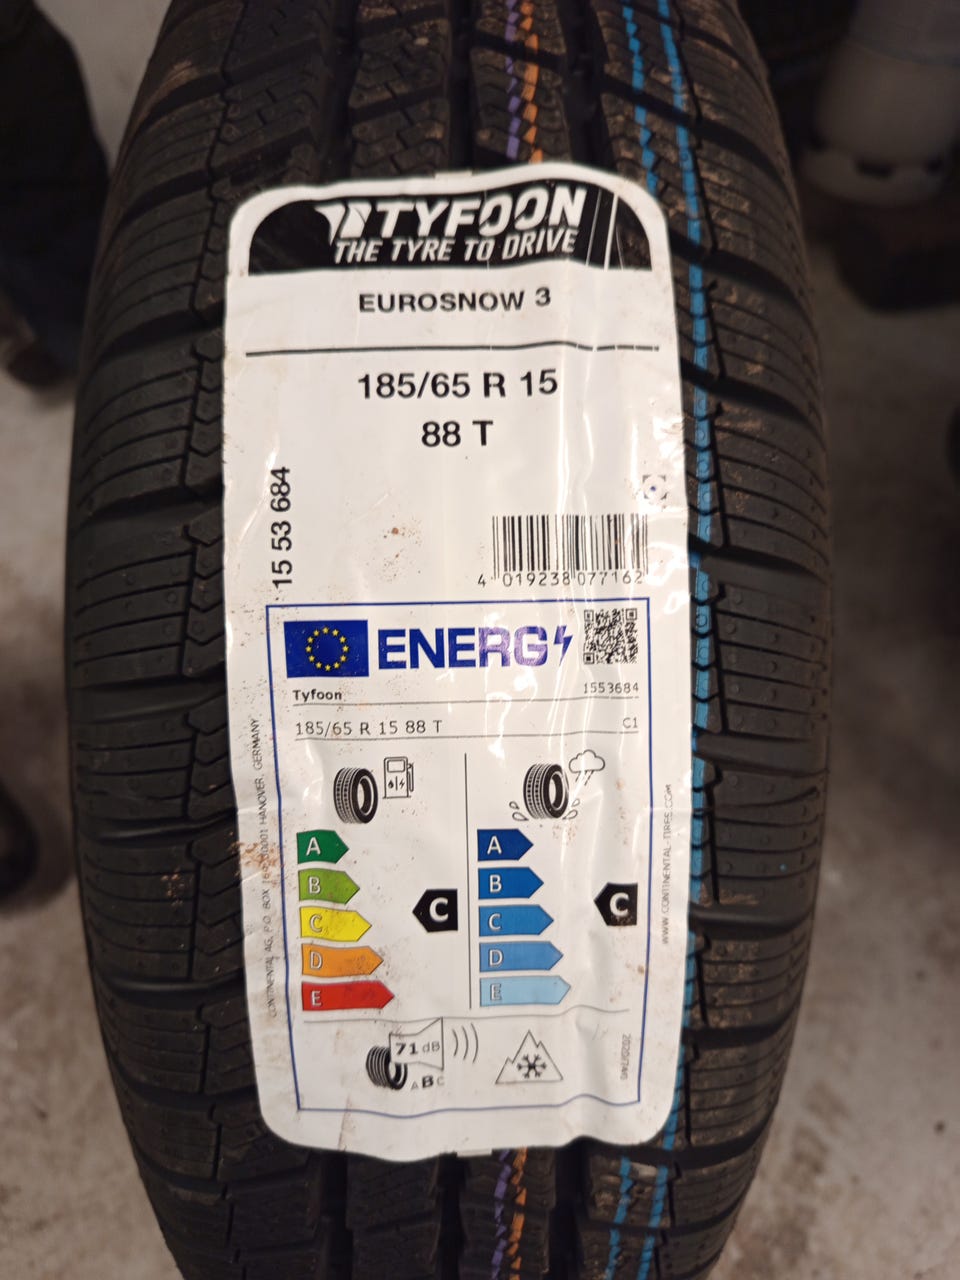 TYFOON
THE TYRE TO DRIVE
EUROSNOW 3
185/65 R 15
88 T
15 53 684
4 019238 077162
ENERG
Tyfoon
1553684
185/65 R 15 88 T
C1
A
B
C
D
E
C
A
B
C
D
E
C
71 dB
ABC
2020/740
CONTINENTAL AG, P.O. BOX 169, HANOVER, GERMANY
WWW.CONTINENTAL-TIRES.COM